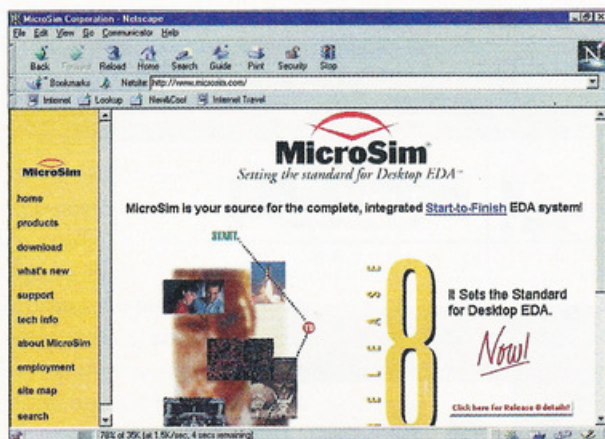 MicroSim Corporation - Netscape
File Edit View Go Communicator Help
Back Forward Reload Home Search Guide Print Security Stop
N
Bookmarks Netsite: http://www.microsim.com/
Internet Lookup New&Cool Internet Travel
MicroSim
home
products
download
what's new
support
tech info
about MicroSim
employment
site map
search
MicroSim
Setting the standard for Desktop EDA
MicroSim is your source for the complete, integrated Start-to-Finish EDA system!
START
RELEASE
8
It Sets the Standard
for Desktop EDA.
Now!
Click here for Release 8 details!
78% of 35K (at 1.5K/sec, 4 secs remaining)